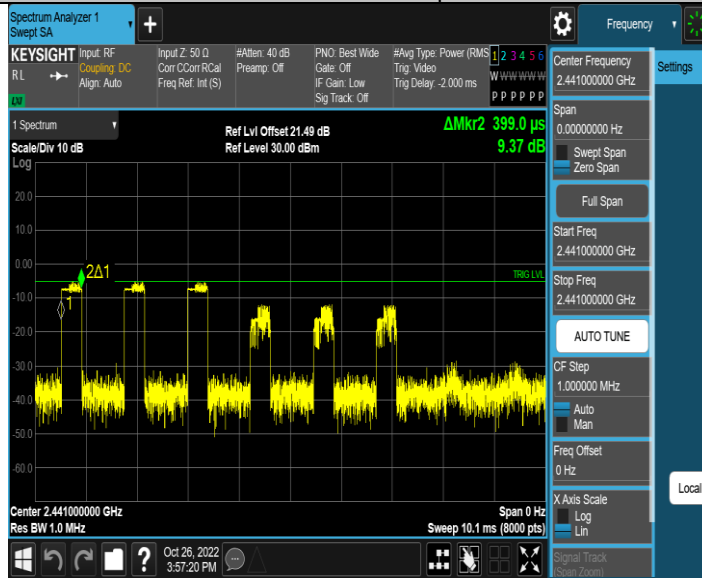 Spectrum Analyzer 1
Swept SA
Frequency
KEYSIGHT
RL
LXI
Input: RF
Coupling: DC
Align: Auto
Input Z: 50 Ω
Corr CCorr RCal
Freq Ref: Int (S)
#Atten: 40 dB
Preamp: Off
PNO: Best Wide
Gate: Off
IF Gain: Low
Sig Track: Off
#Avg Type: Power (RMS
Trig: Video
Trig Delay: -2.000 ms
1 2 3 4 5 6
W W W W W W
P P P P P P
Center Frequency
2.441000000 GHz
Settings
Span
0.00000000 Hz
Swept Span
Zero Span
Full Span
Start Freq
2.441000000 GHz
Stop Freq
2.441000000 GHz
AUTO TUNE
CF Step
1.000000 MHz
Auto
Man
Freq Offset
0 Hz
X Axis Scale
Log
Lin
Signal Track
(Span Zoom)
Local
1 Spectrum
Scale/Div 10 dB
Log
Ref Lvl Offset 21.49 dB
Ref Level 30.00 dBm
ΔMkr2 399.0 µs
9.37 dB
20.0
10.0
0.00
-10.0
-20.0
-30.0
-40.0
-50.0
-60.0
2Δ1
1
TRIG LVL
Center 2.441000000 GHz
Res BW 1.0 MHz
Span 0 Hz
Sweep 10.1 ms (8000 pts)
Oct 26, 2022
3:57:20 PM